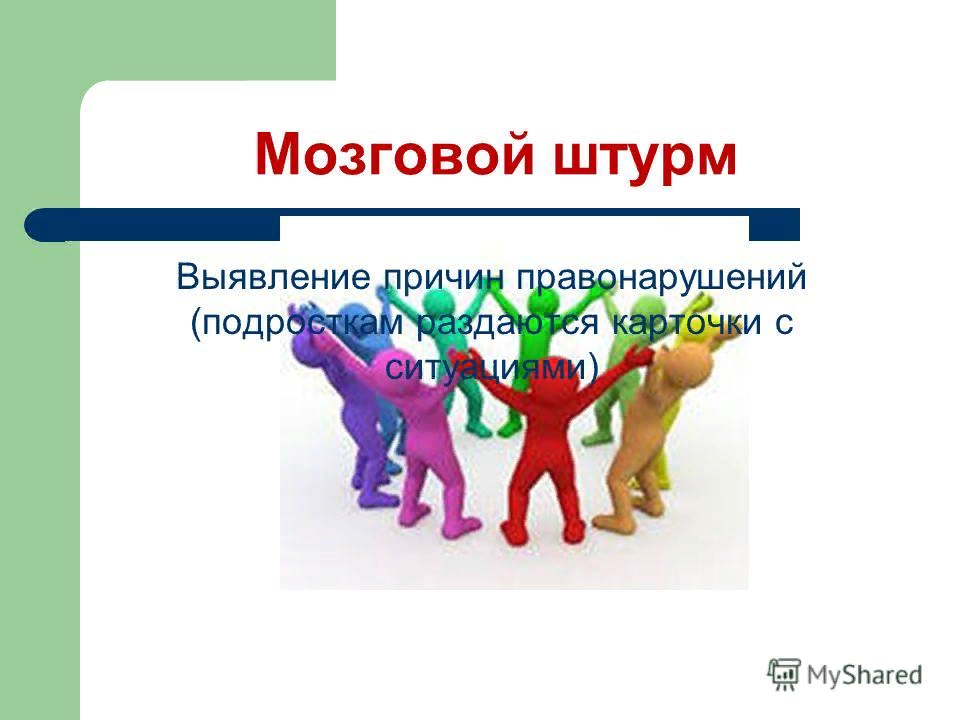 Мозговой штурм
Выявление причин правонарушений
(подросткам раздаются карточки с
ситуациями)
MyShared